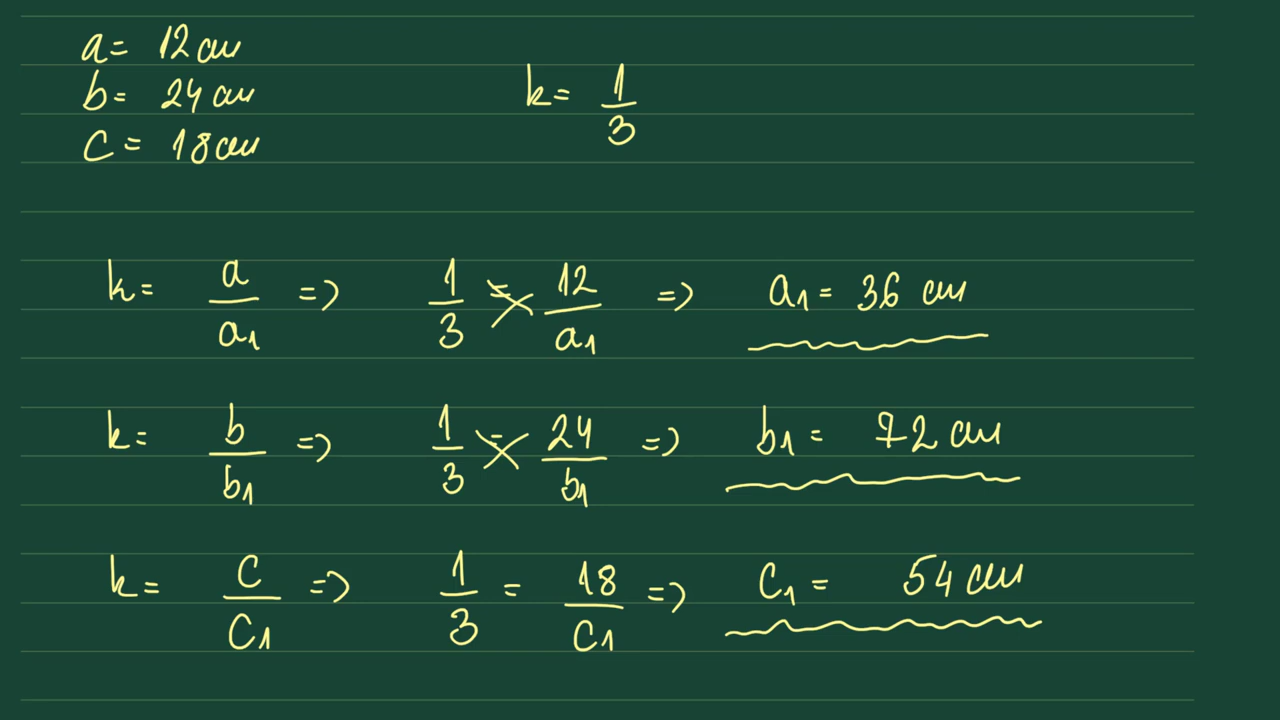 a = 12 cm
b = 24 cm
c = 18 cm
k = 1/3
k = a/a₁ => 1/3 = 12/a₁ => a₁ = 36 cm
k = b/b₁ => 1/3 = 24/b₁ => b₁ = 72 cm
k = c/c₁ => 1/3 = 18/c₁ => c₁ = 54 cm